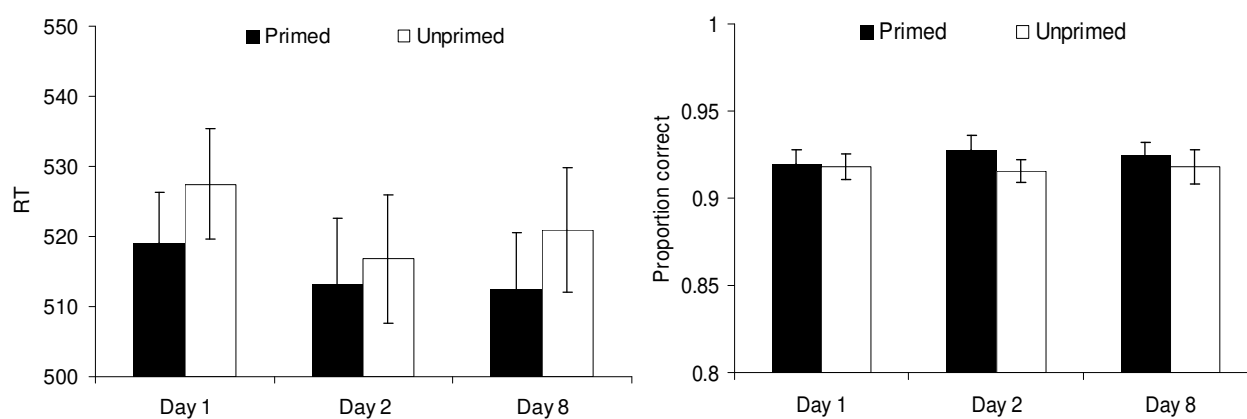 550
540
530
520
510
500
RT
Primed Unprimed
Day 1 Day 2 Day 8
1
0.95
0.9
0.85
0.8
Proportion correct
Primed Unprimed
Day 1 Day 2 Day 8